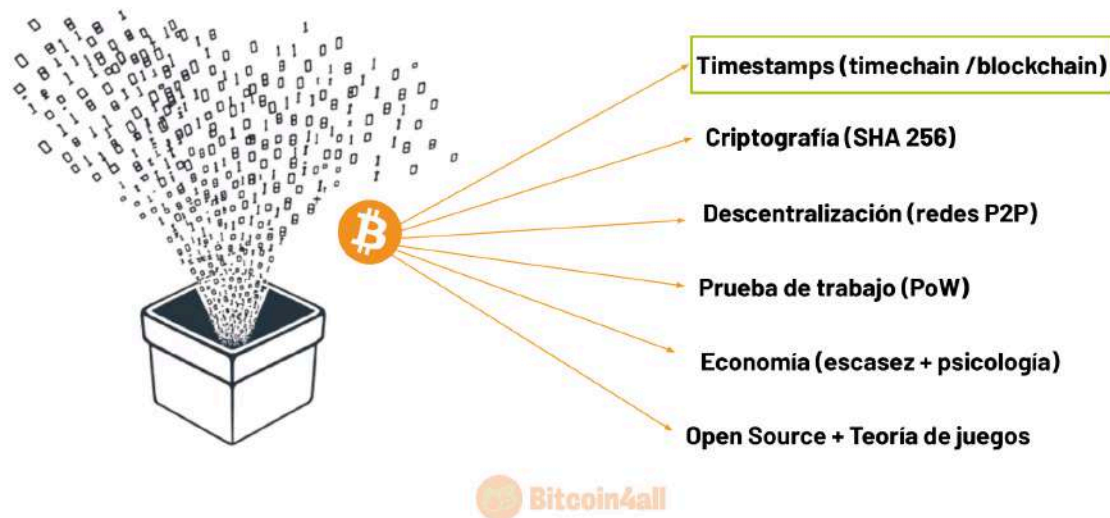 Timestamps (timechain /blockchain)
Criptografía (SHA 256)
Descentralización (redes P2P)
Prueba de trabajo (PoW)
Economía (escasez + psicología)
Open Source + Teoría de juegos
Bitcoin4all